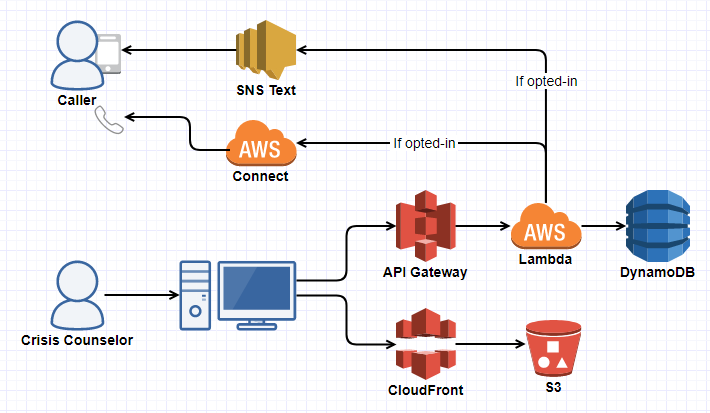 If opted-in
SNS Text
Caller
AWS
If opted-in
Connect
API Gateway
AWS
Lambda
DynamoDB
Crisis Counselor
CloudFront
S3